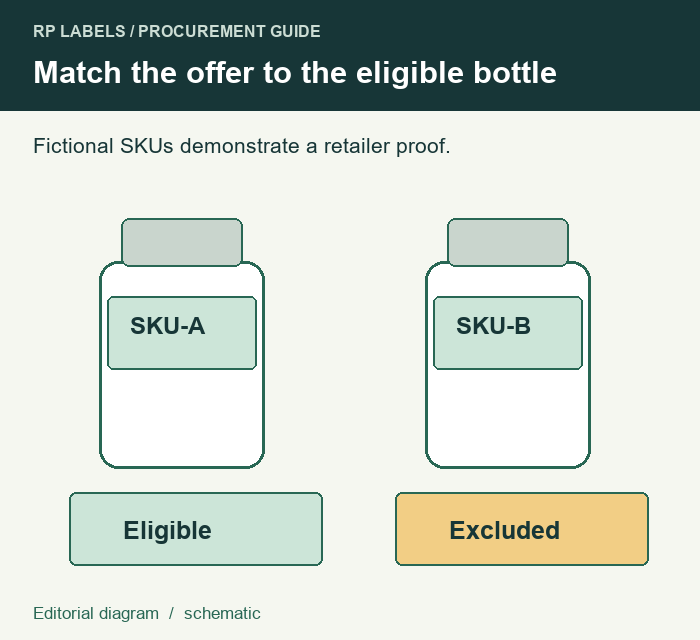 RP LABELS / PROCUREMENT GUIDE
Match the offer to the eligible bottle
Fictional SKUs demonstrate a retailer proof.
SKU-A
SKU-B
Eligible
Excluded
Editorial diagram / schematic